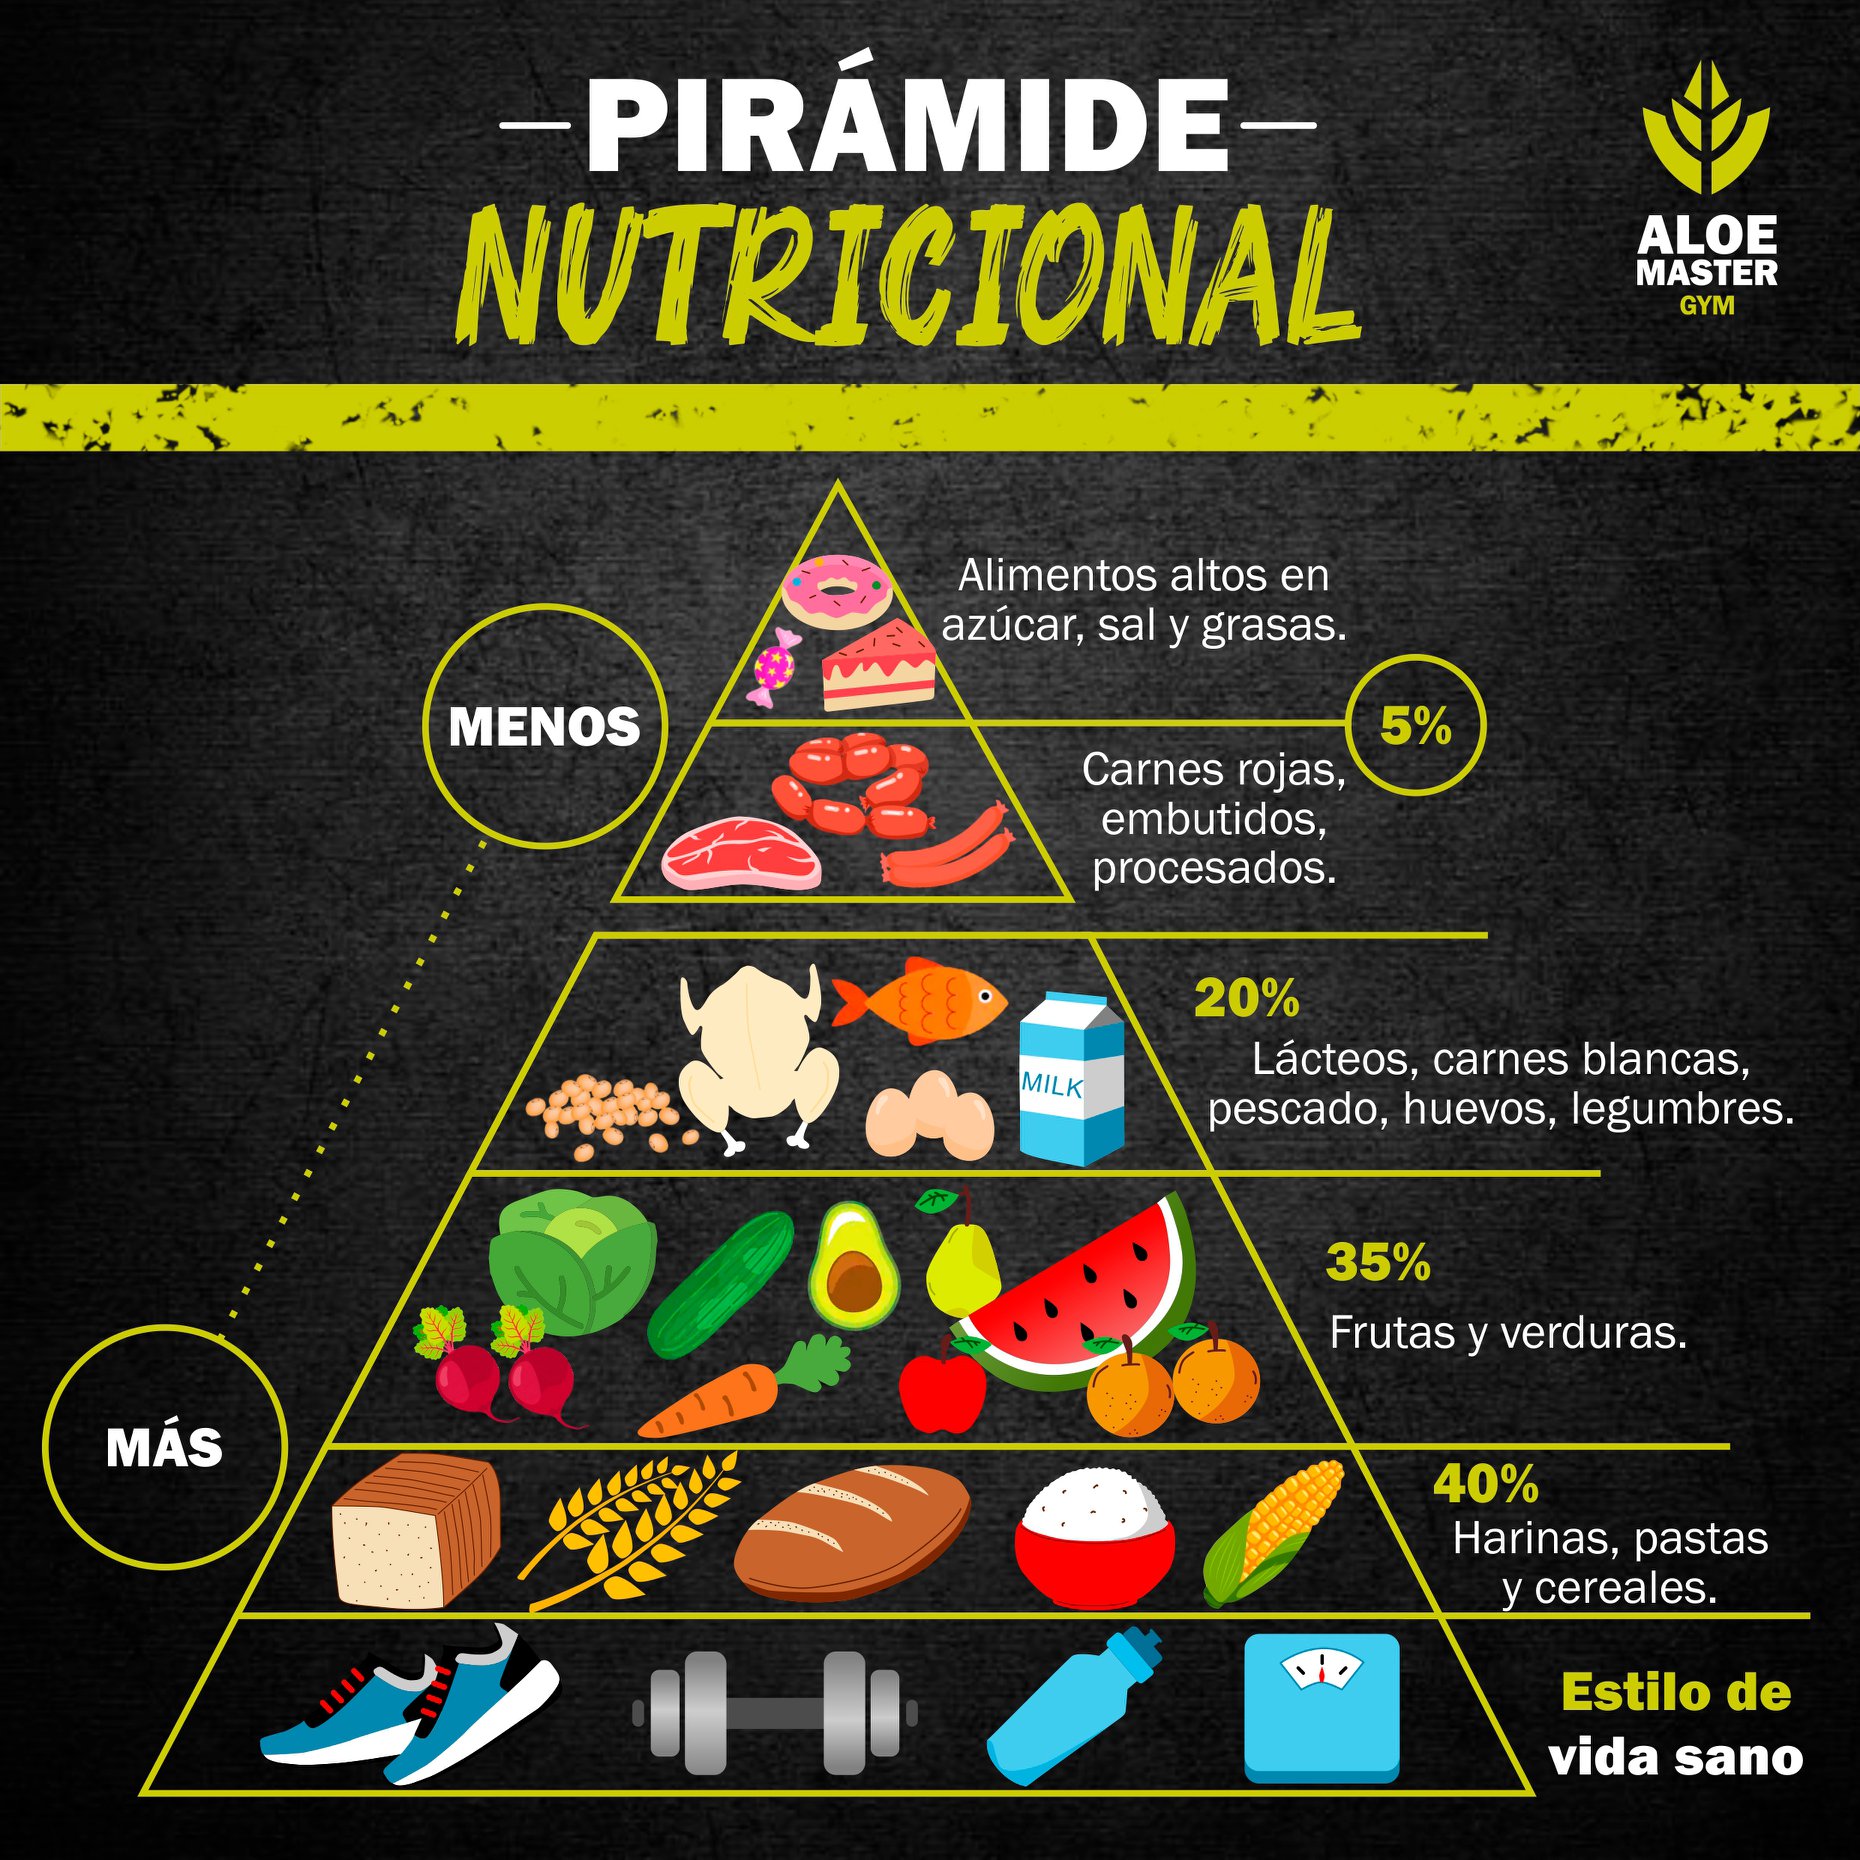 PIRÁMIDE
NUTRICIONAL
ALOE
MASTER
GYM
Alimentos altos en
azúcar, sal y grasas.
MENOS
5%
Carnes rojas,
embutidos,
procesados.
20%
Lácteos, carnes blancas,
pescado, huevos, legumbres.
MILK
35%
Frutas y verduras.
MÁS
40%
Harinas, pastas
y cereales.
Estilo de
vida sano